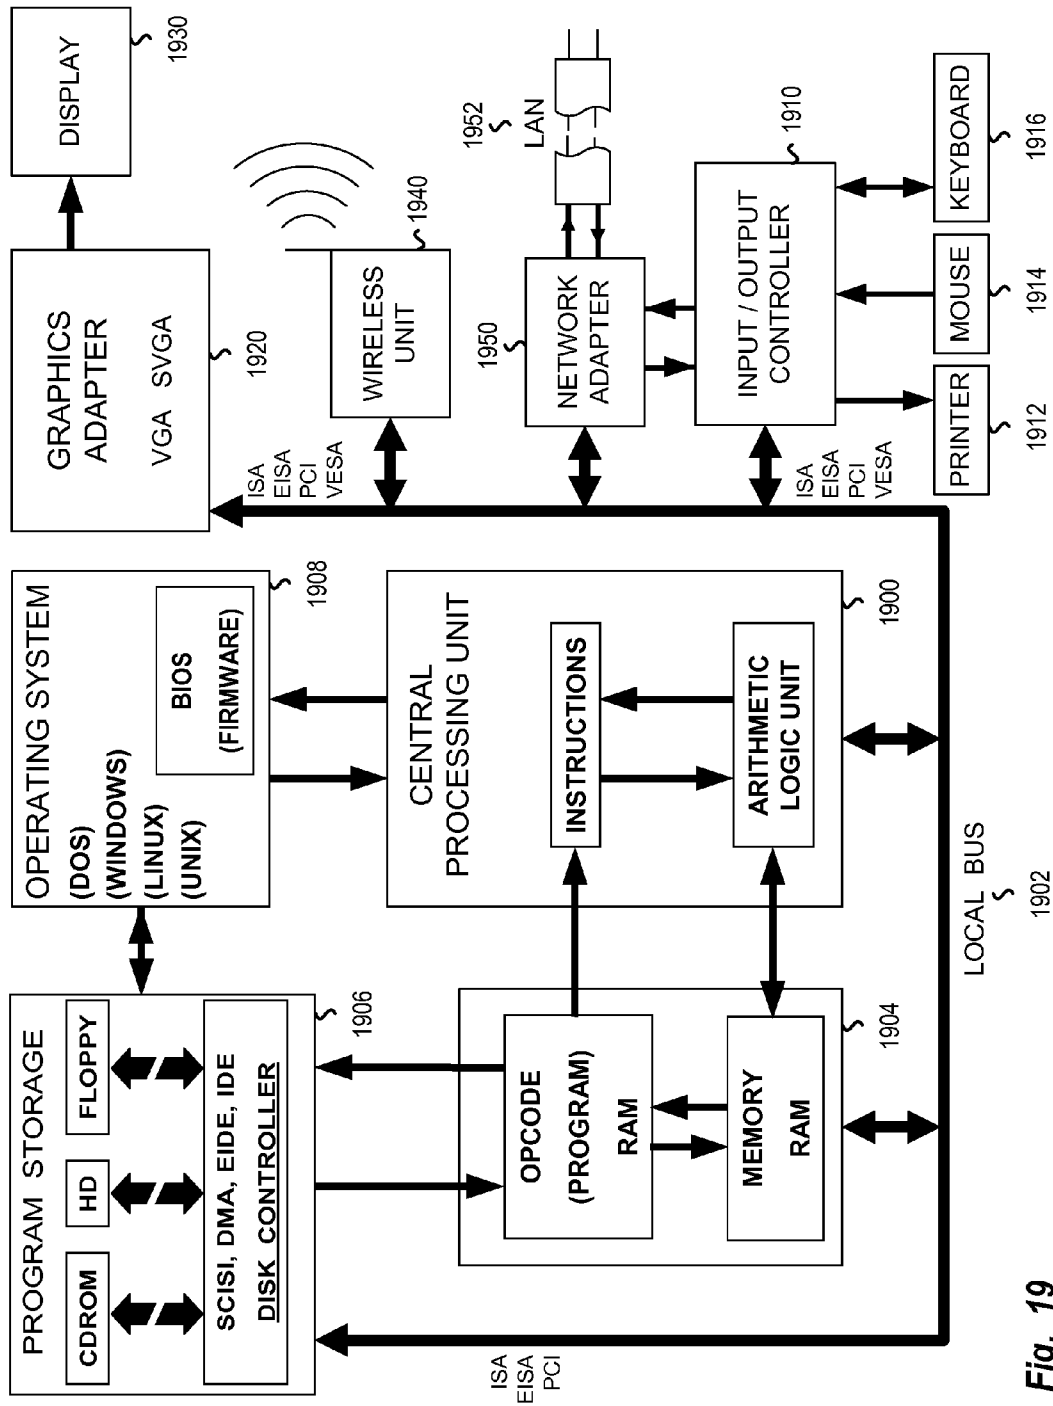 PROGRAM STORAGE
CDROM
HD
FLOPPY
SCISI, DMA, EIDE, IDE
DISK CONTROLLER
1906
OPERATING SYSTEM
(DOS)
(WINDOWS)
(LINUX)
(UNIX)
BIOS
(FIRMWARE)
1908
GRAPHICS
ADAPTER
VGA SVGA
1920
DISPLAY
1930
ISA
EISA
PCI
VESA
WIRELESS
UNIT
1940
ISA
EISA
PCI
OPCODE
(PROGRAM)
RAM
MEMORY
RAM
1904
CENTRAL
PROCESSING UNIT
INSTRUCTIONS
ARITHMETIC
LOGIC UNIT
1900
1950
NETWORK
ADAPTER
1952
LAN
INPUT / OUTPUT
CONTROLLER
1910
ISA
EISA
PCI
VESA
PRINTER
1912
MOUSE
1914
KEYBOARD
1916
LOCAL BUS
1902
Fig. 19